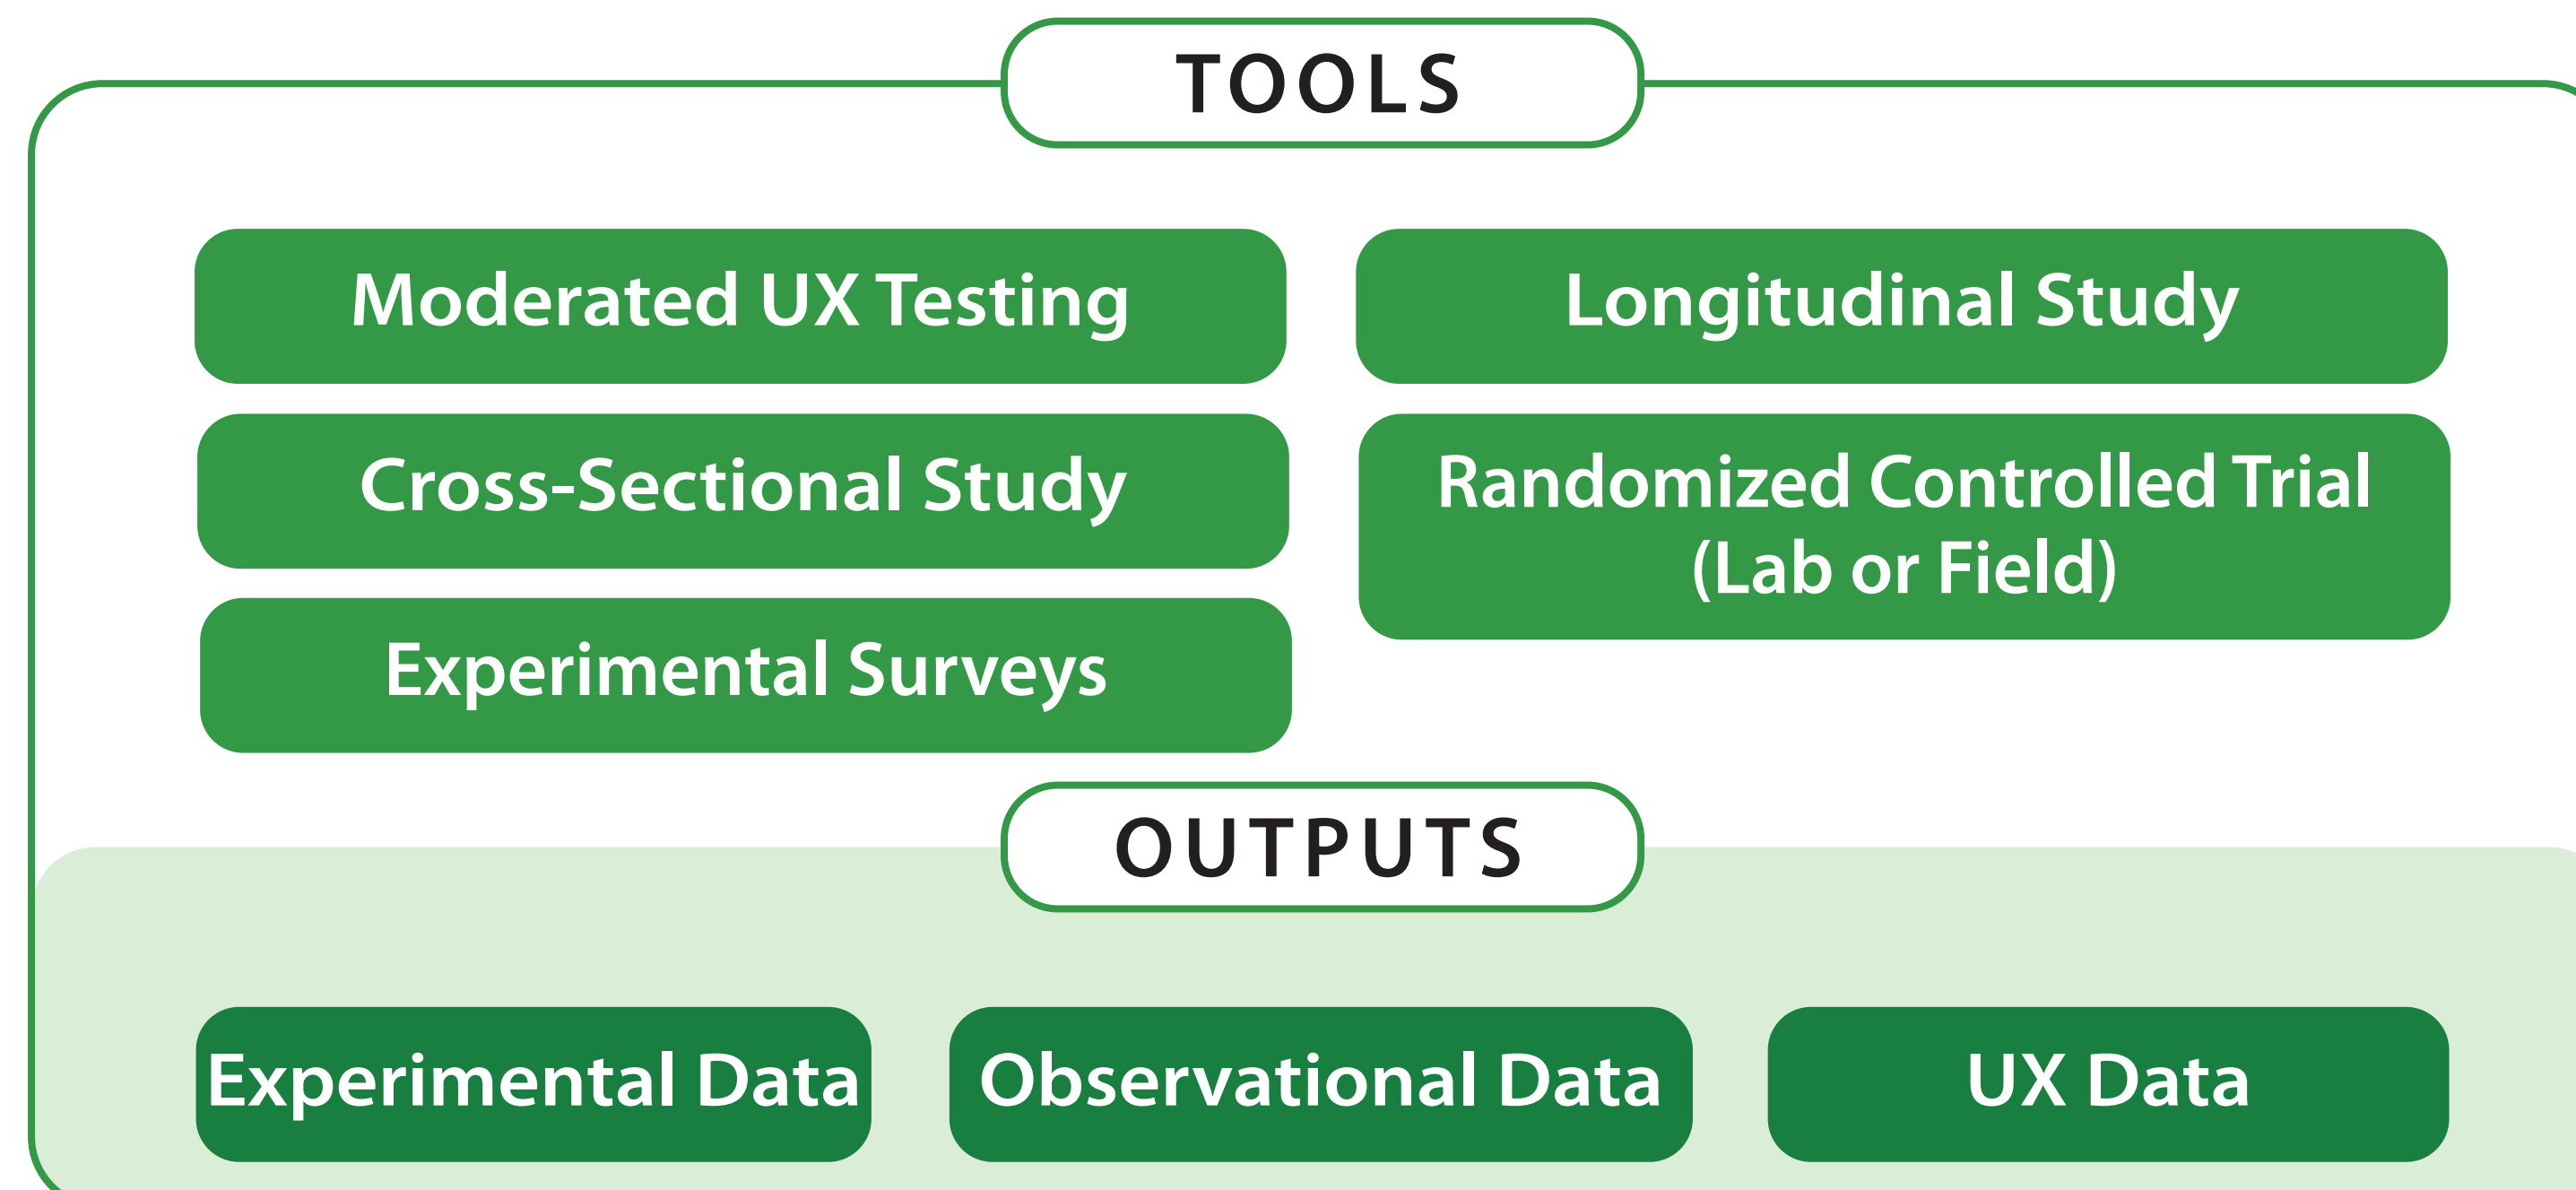 TOOLS
Moderated UX Testing
Longitudinal Study
Cross-Sectional Study
Randomized Controlled Trial
(Lab or Field)
Experimental Surveys
OUTPUTS
Experimental Data
Observational Data
UX Data